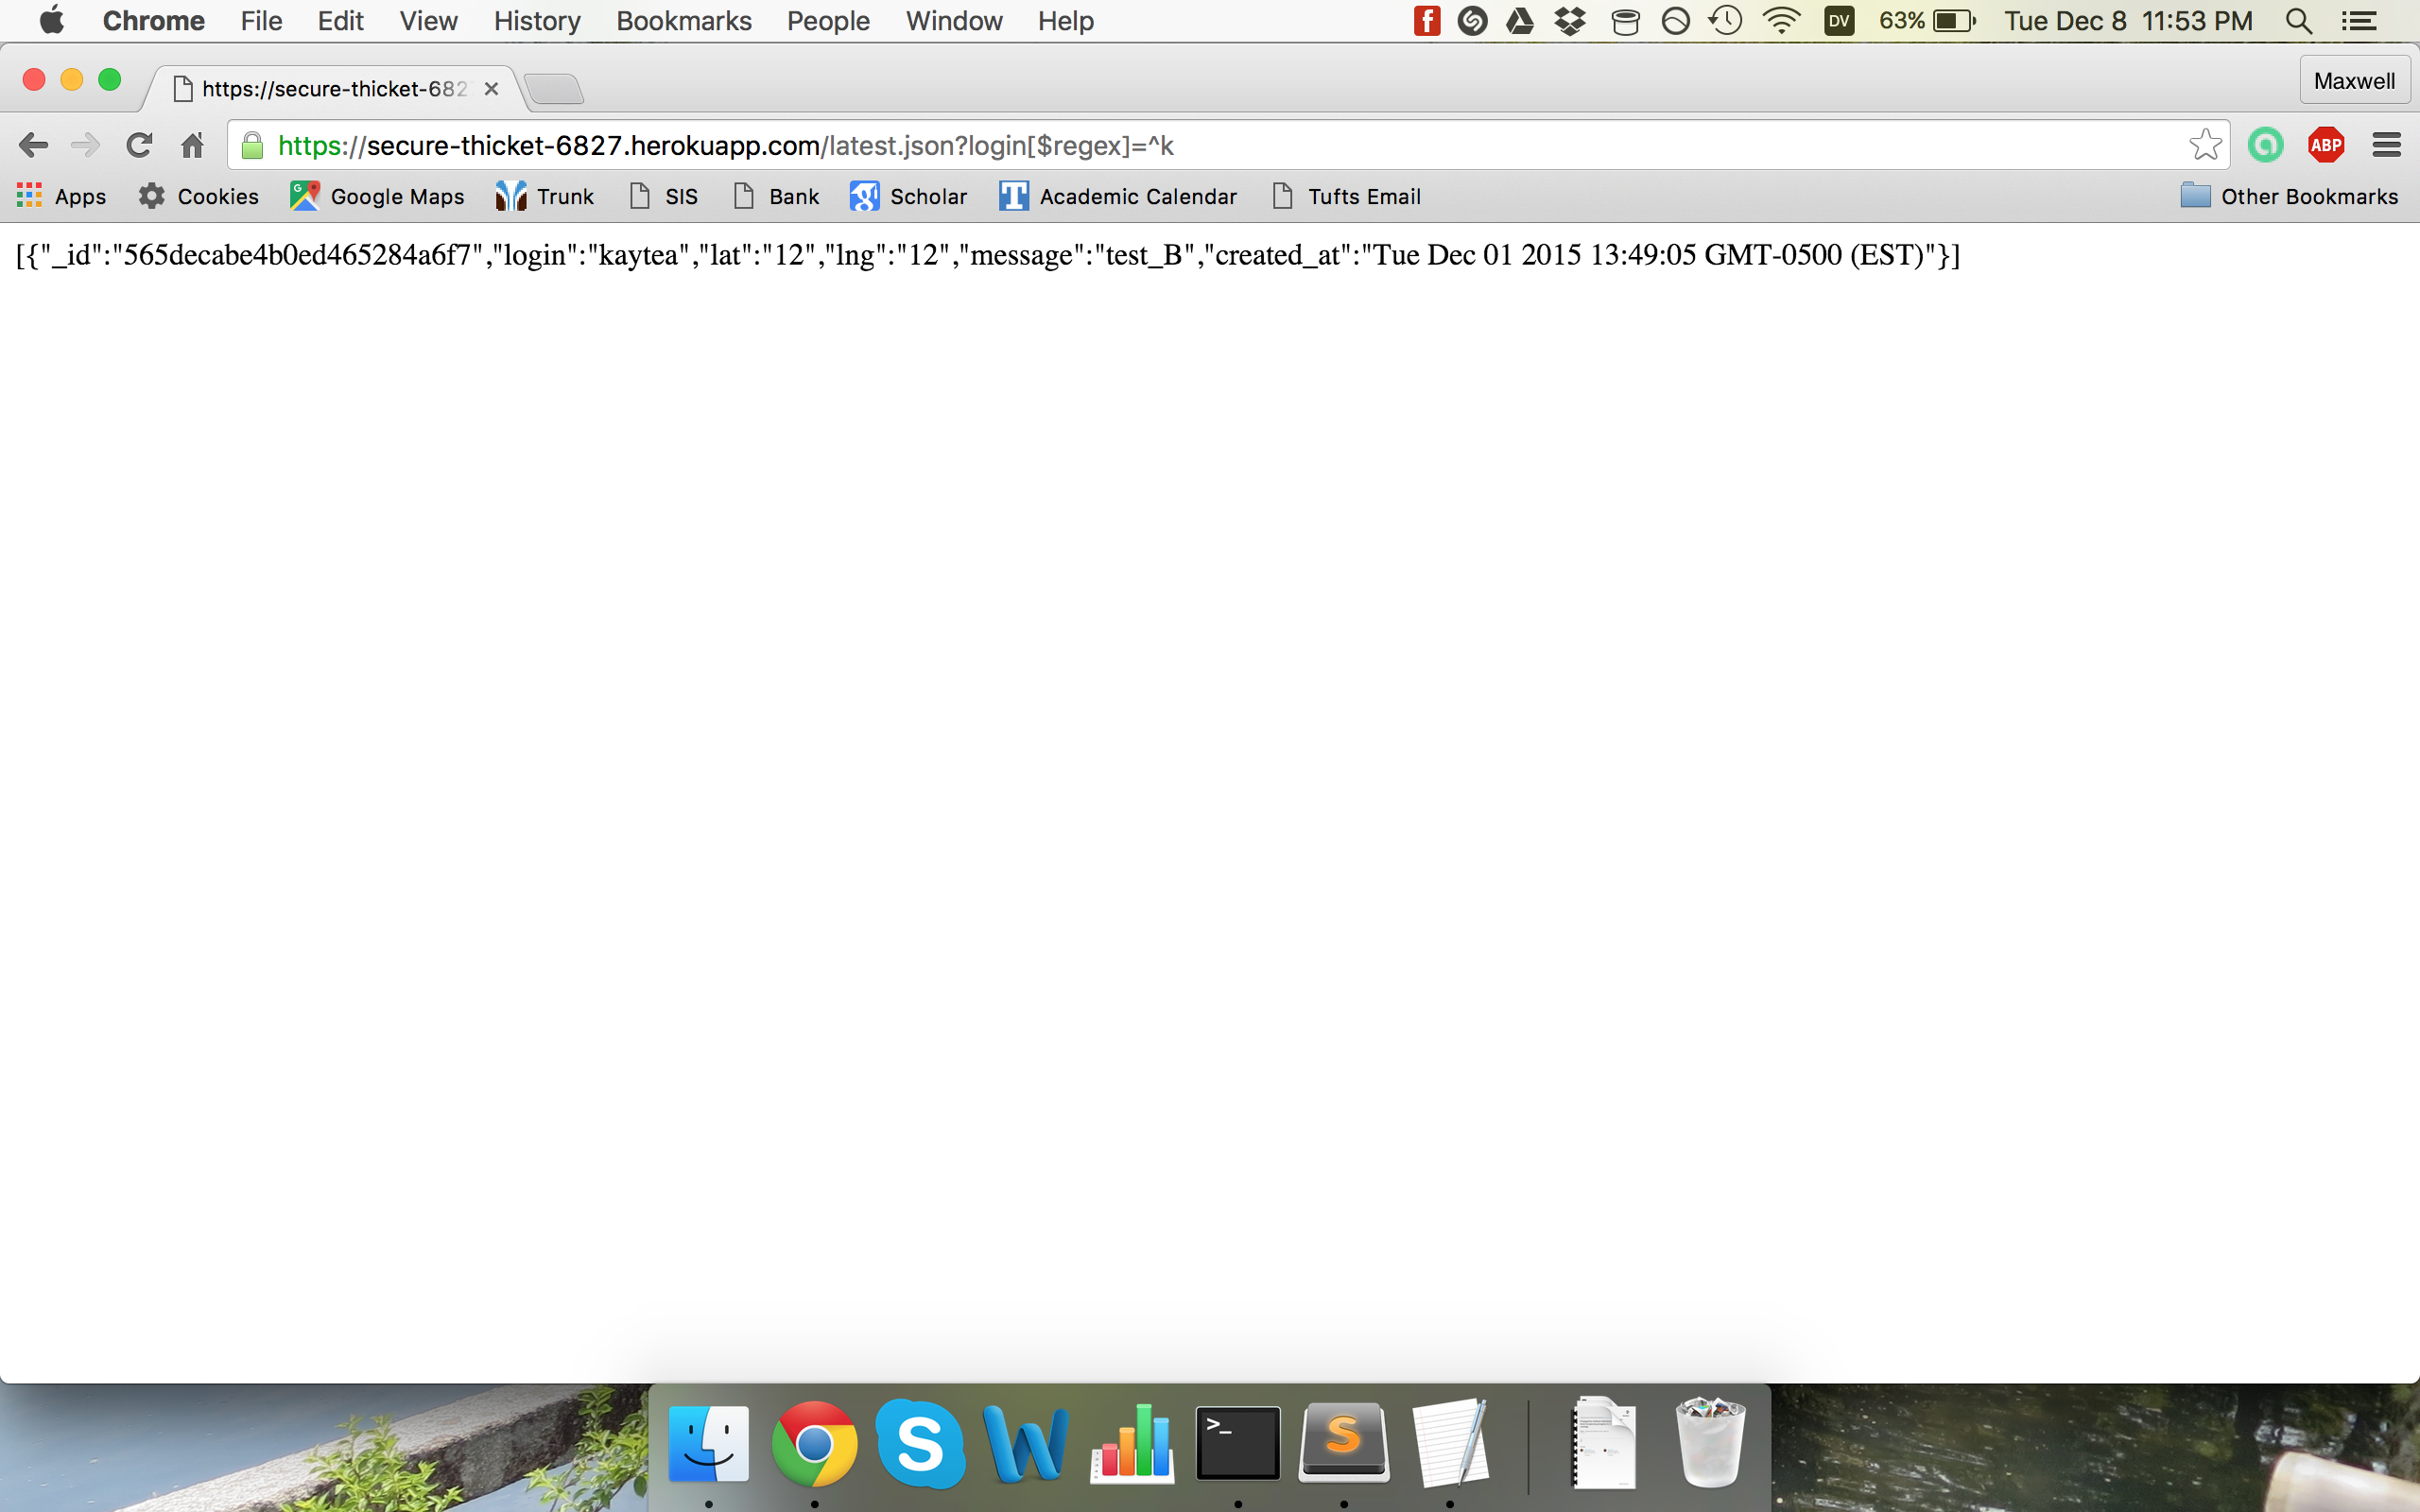 Chrome File Edit View History Bookmarks People Window Help DV 63% Tue Dec 8 11:53 PM
https://secure-thicket-682 Maxwell
https://secure-thicket-6827.herokuapp.com/latest.json?login[$regex]=^k ABP
Apps Cookies Google Maps Trunk SIS Bank Scholar Academic Calendar Tufts Email Other Bookmarks
[{"_id":"565decabe4b0ed465284a6f7","login":"kaytea","lat":"12","lng":"12","message":"test_B","created_at":"Tue Dec 01 2015 13:49:05 GMT-0500 (EST)"}]